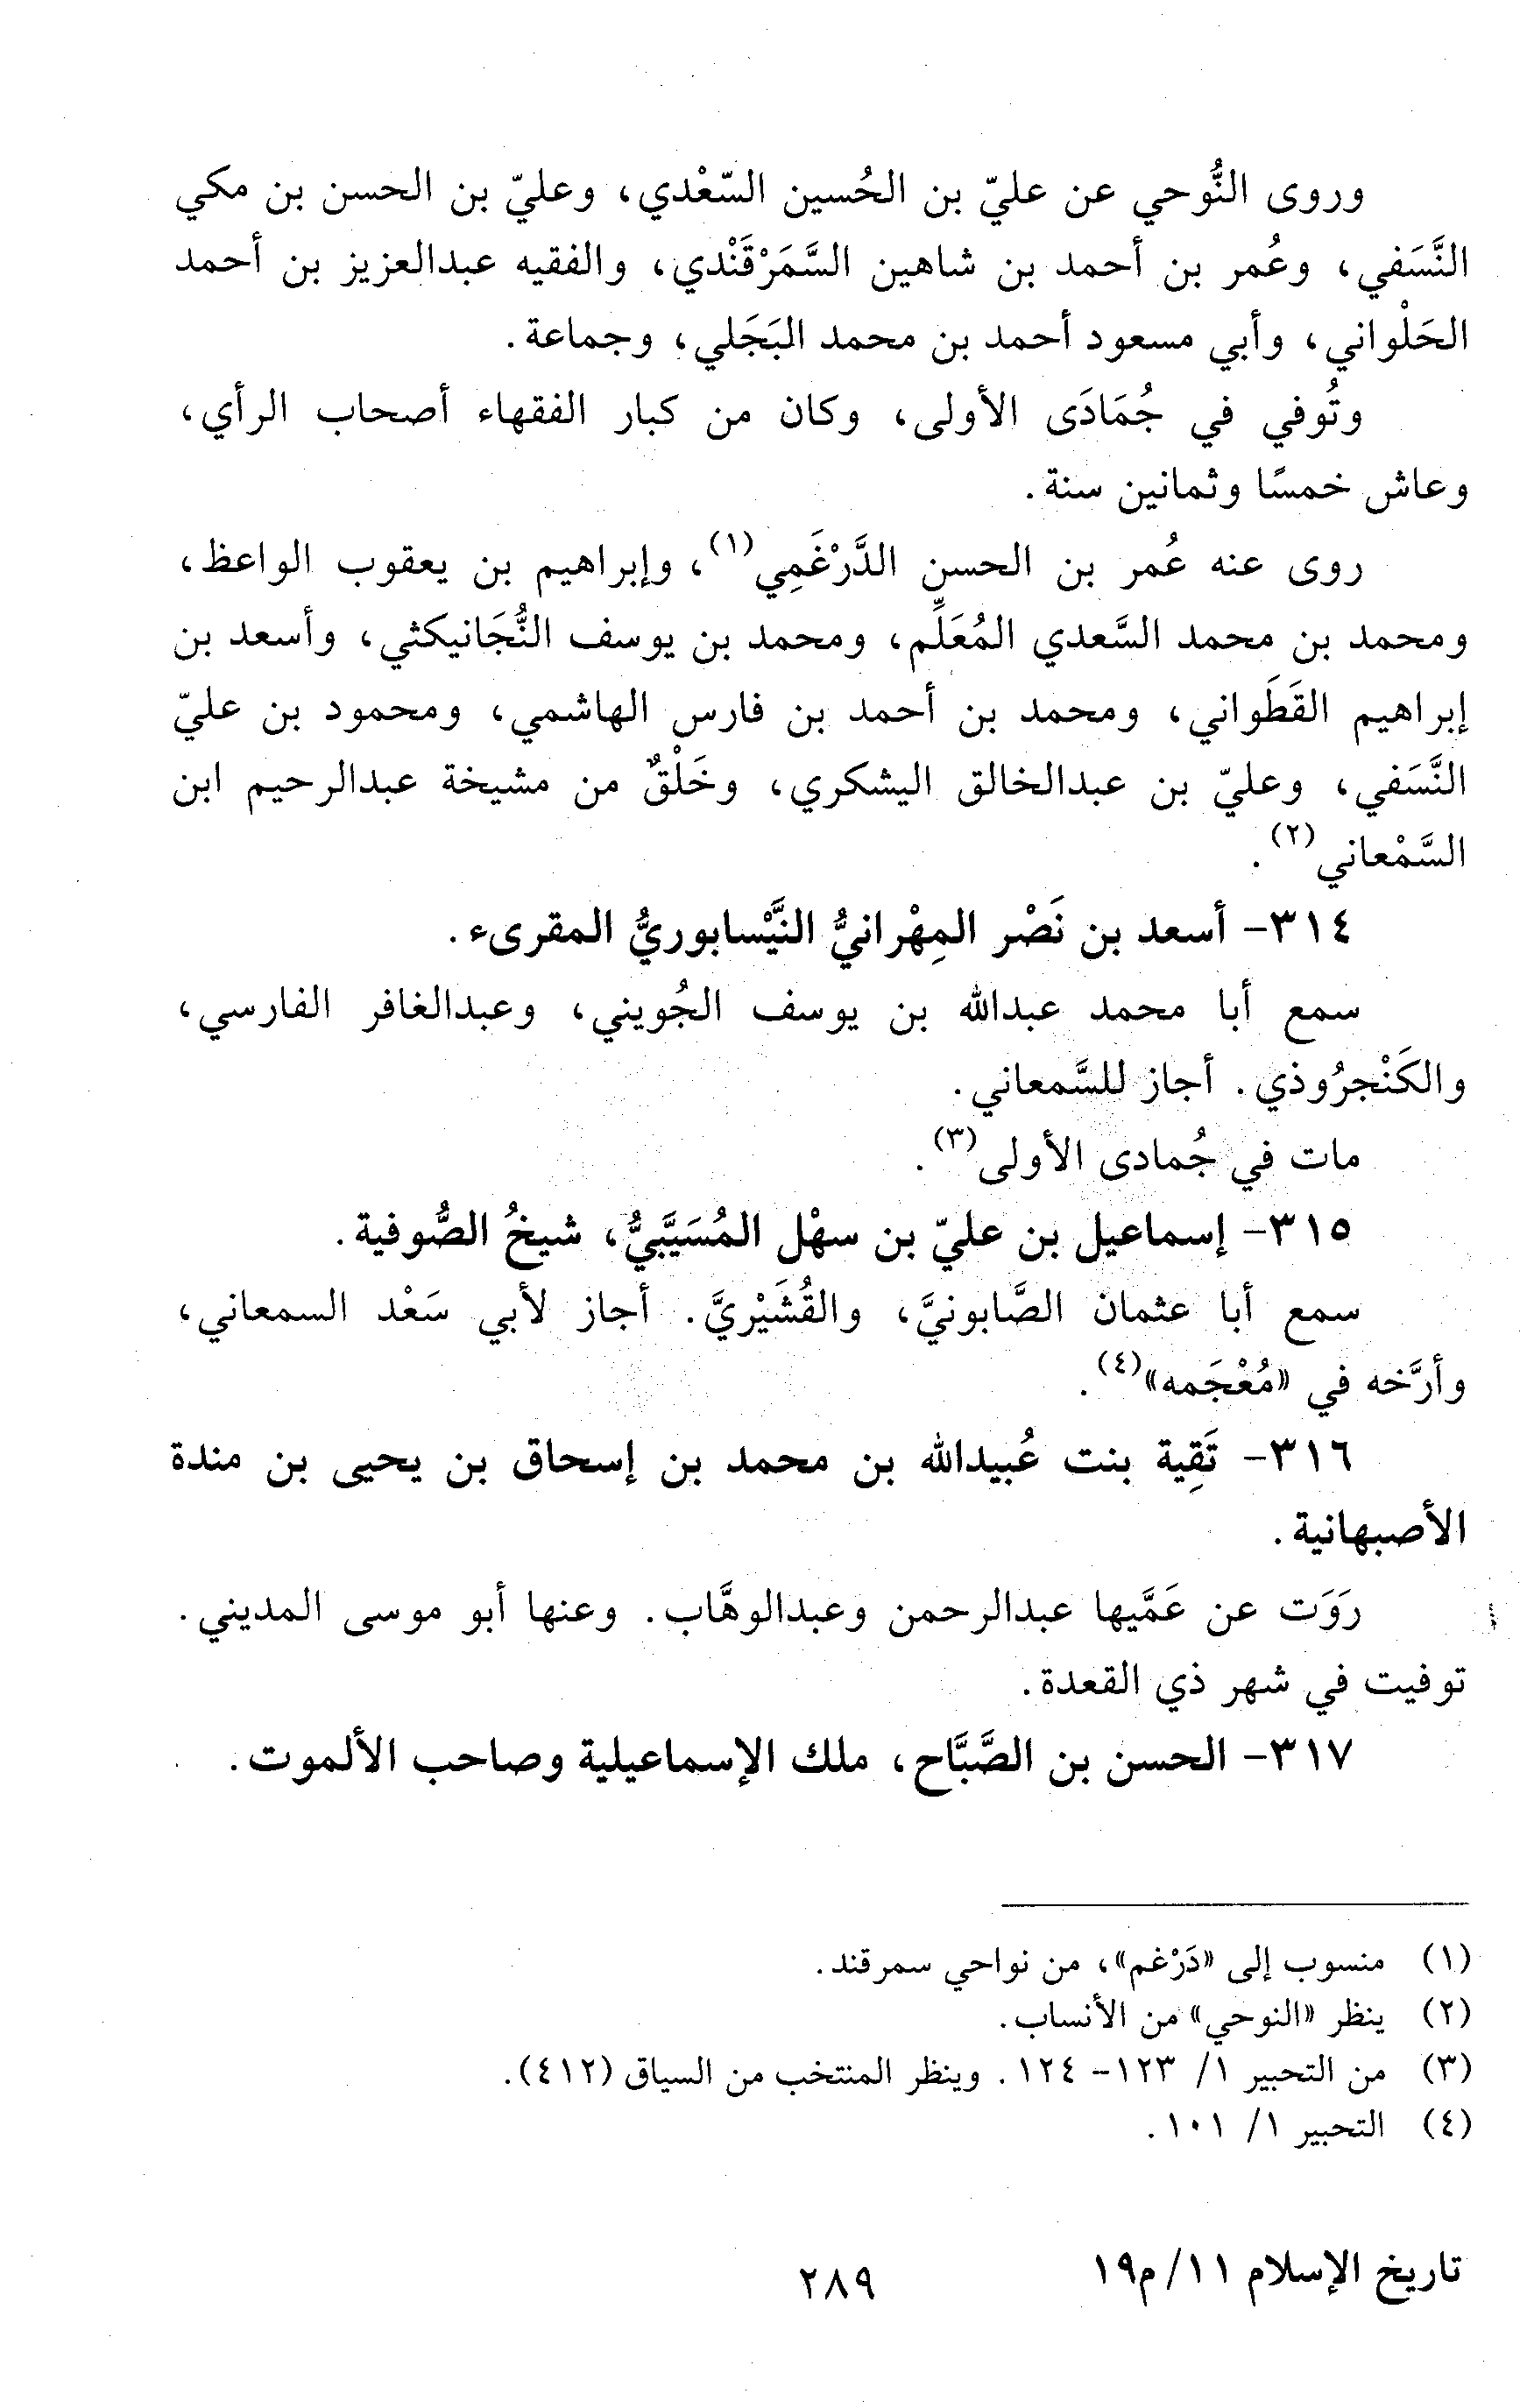 وروى النُّوحي عن عليّ بن الحُسين السّعْدي، وعليّ بن الحسن بن مكي
النَّسَفي، وعُمر بن أحمد بن شاهين السَّمَرْقَنْدي، والفقيه عبدالعزيز بن أحمد
الحَلْواني، وأبي مسعود أحمد بن محمد البَجَلي، وجماعة.
وتُوفي في جُمَادَى الأولى، وكان من كبار الفقهاء أصحاب الرأي،
وعاش خمسًا وثمانين سنة.
روى عنه عُمر بن الحسن الدَّرْغَمِي(١)، وإبراهيم بن يعقوب الواعظ،
ومحمد بن محمد السَّعدي المُعَلِّم، ومحمد بن يوسف النُّجَانيكثي، وأسعد بن
إبراهيم القَطَواني، ومحمد بن أحمد بن فارس الهاشمي، ومحمود بن عليّ
النَّسَفي، وعليّ بن عبدالخالق اليشكري، وخَلْقٌ من مشيخة عبدالرحيم ابن
السَّمْعاني(٢).
٣١٤- أسعد بن نَصْر المِهْرانيُّ النَّيْسابوريُّ المقرىء.
سمع أبا محمد عبدالله بن يوسف الجُويني، وعبدالغافر الفارسي،
والكَنْجرُوذي. أجاز للسَّمعاني.
مات في جُمادى الأولى(٣).
٣١٥- إسماعيل بن عليّ بن سهْل المُسَيَّبيُّ، شيخُ الصُّوفية.
سمع أبا عثمان الصَّابونيَّ، والقُشَيْريَّ. أجاز لأبي سَعْد السمعاني،
وأرَّخه في «مُعْجَمه»(٤).
٣١٦- تَقِية بنت عُبيدالله بن محمد بن إسحاق بن يحيى بن مندة
الأصبهانية.
رَوَت عن عَمَّيها عبدالرحمن وعبدالوهَّاب. وعنها أبو موسى المديني.
توفيت في شهر ذي القعدة.
٣١٧- الحسن بن الصَّبَّاح، ملك الإسماعيلية وصاحب الألموت.
(١) منسوب إلى «دَرْغم»، من نواحي سمرقند.
(٢) ينظر «النوحي» من الأنساب.
(٣) من التحبير ١/ ١٢٣- ١٢٤. وينظر المنتخب من السياق (٤١٢).
(٤) التحبير ١/ ١٠١.
تاريخ الإسلام ١١/ م١٩
٢٨٩